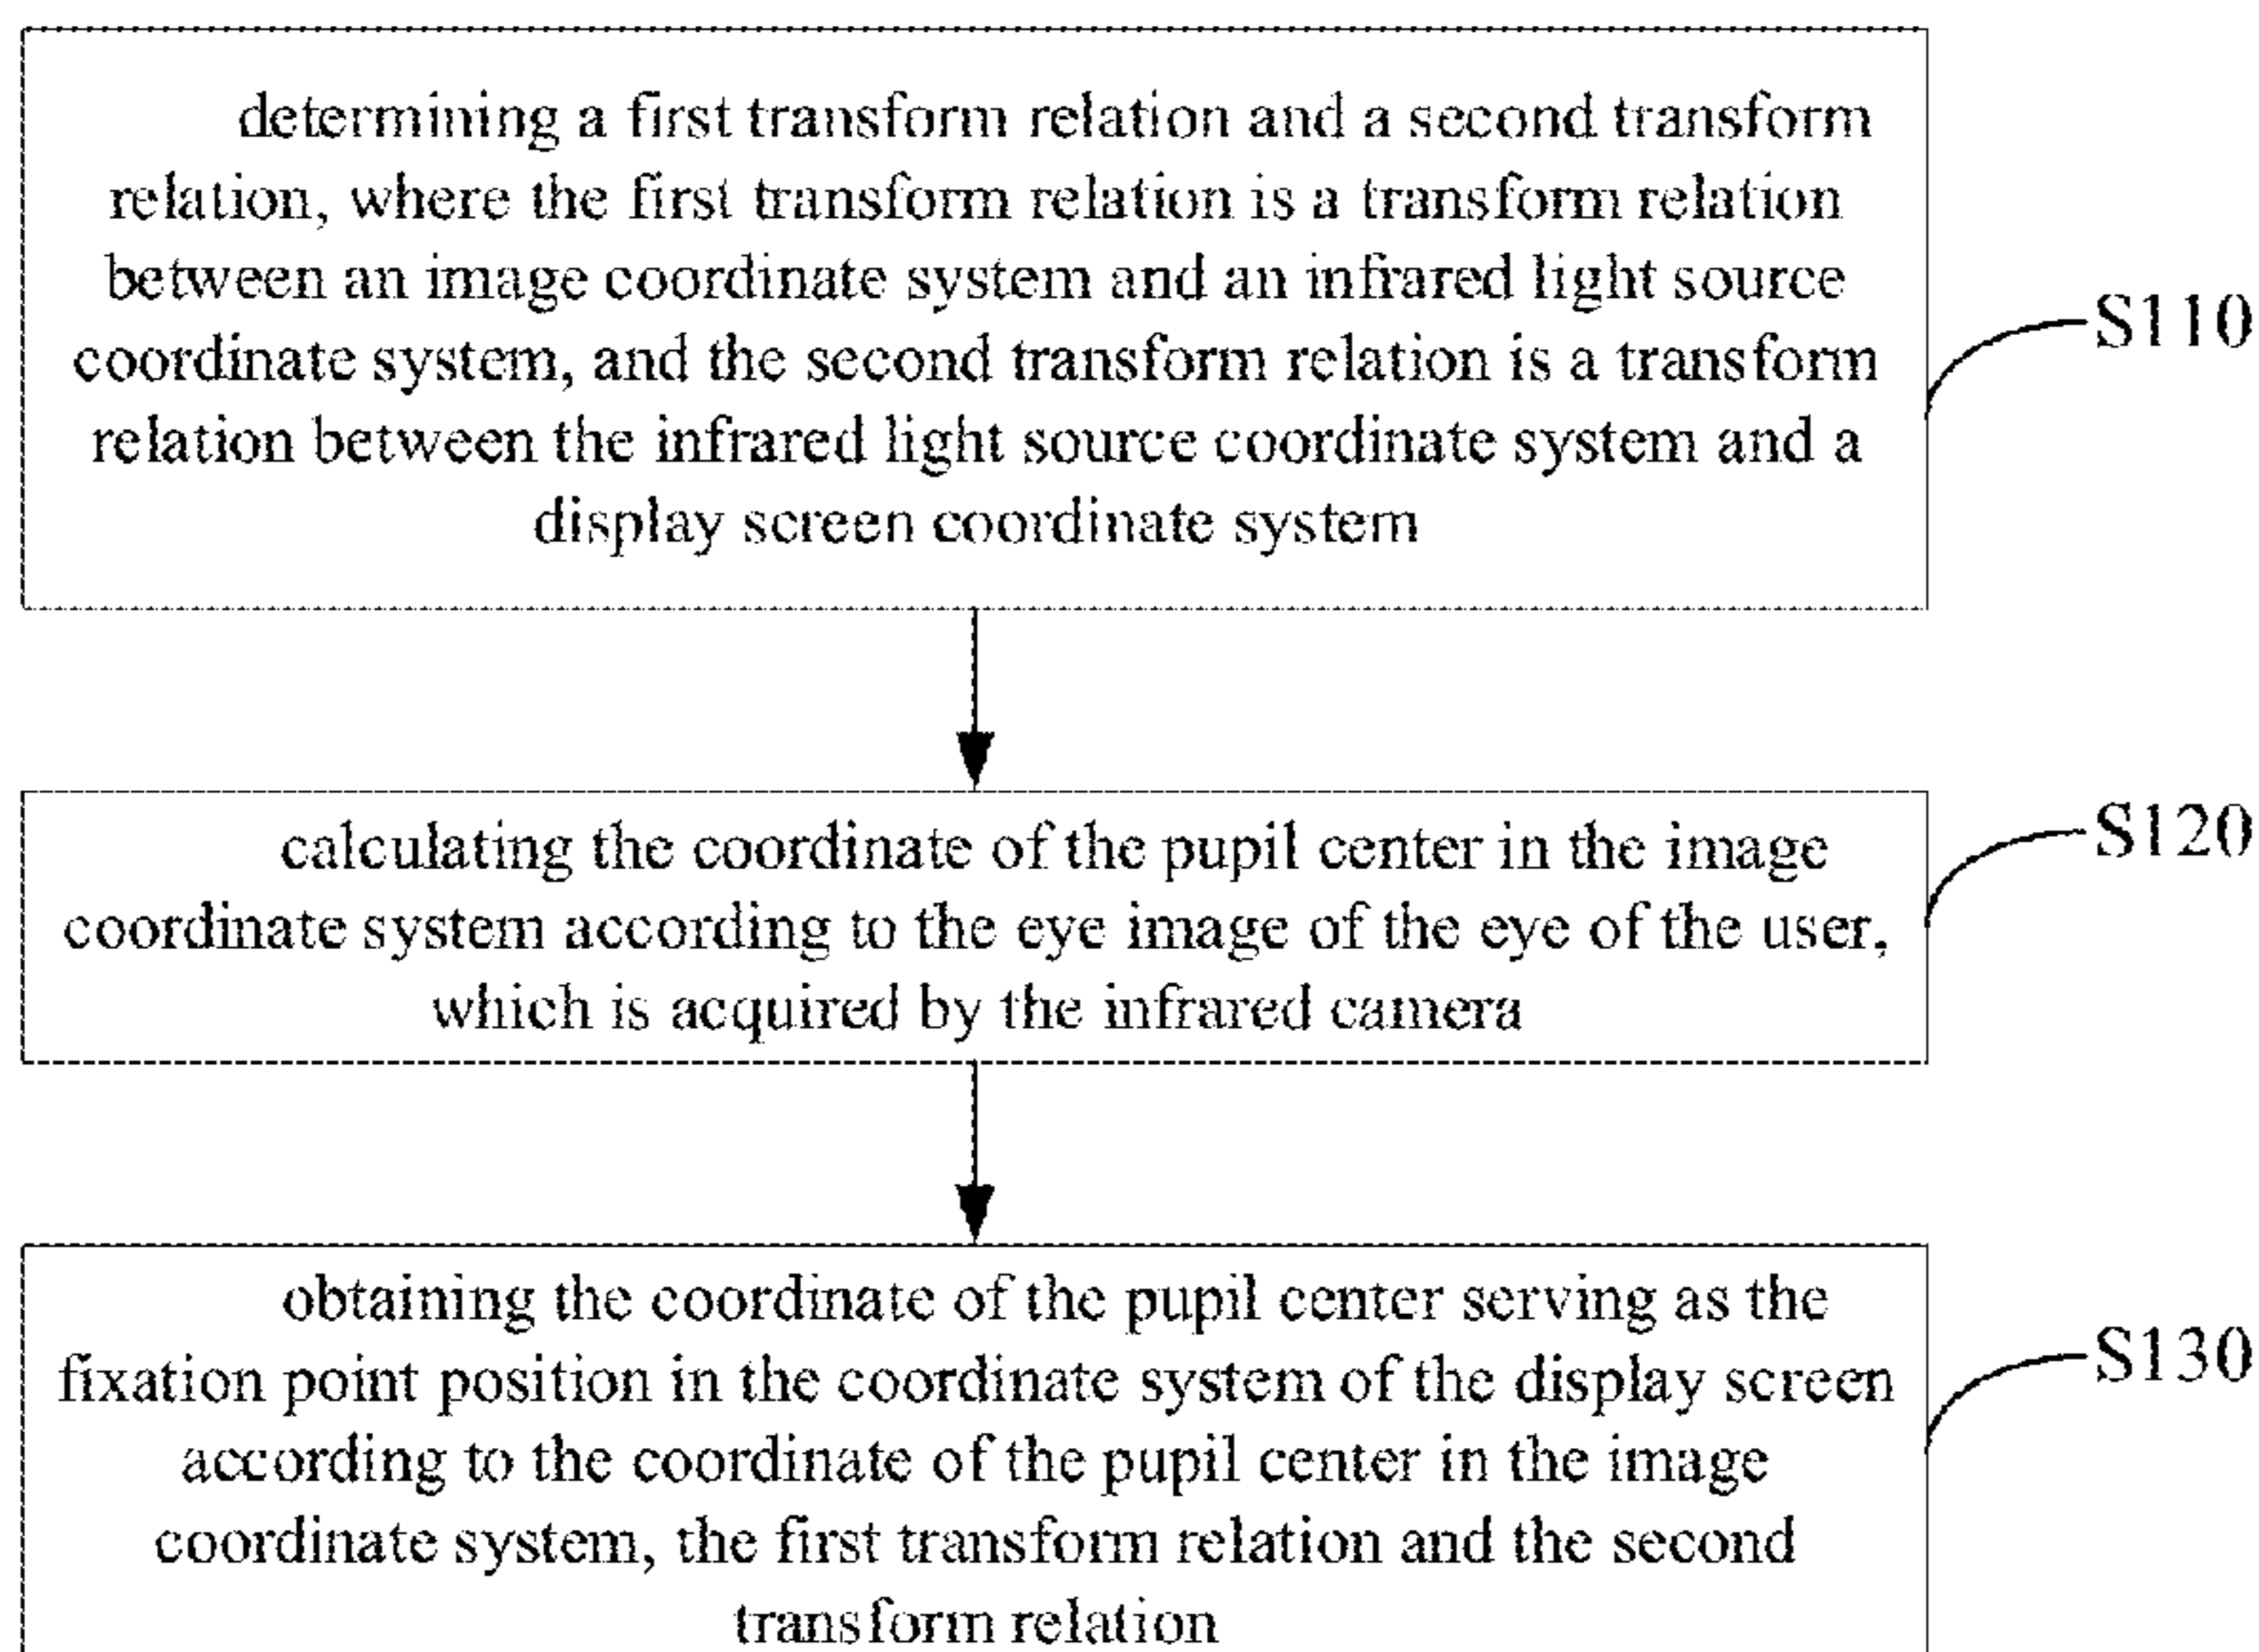 determining a first transform relation and a second transform
relation, where the first transform relation is a transform relation
between an image coordinate system and an infrared light source
coordinate system, and the second transform relation is a transform
relation between the infrared light source coordinate system and a
display screen coordinate system
S110
calculating the coordinate of the pupil center in the image
coordinate system according to the eye image of the eye of the user,
which is acquired by the infrared camera
S120
obtaining the coordinate of the pupil center serving as the
fixation point position in the coordinate system of the display screen
according to the coordinate of the pupil center in the image
coordinate system, the first transform relation and the second
transform relation
S130